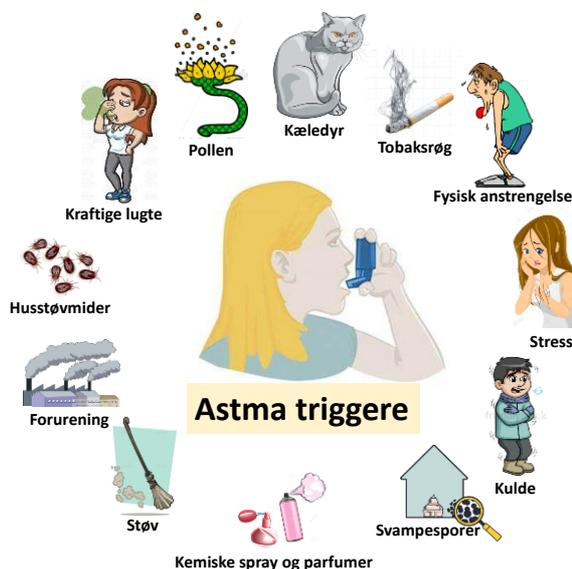 Kæledyr
Pollen
Tobaksrøg
Fysisk anstrengelse
Kraftige lugte
Husstøvmider
Stress
Astma triggere
Forurening
Kulde
Støv
Svampesporer
Kemiske spray og parfumer